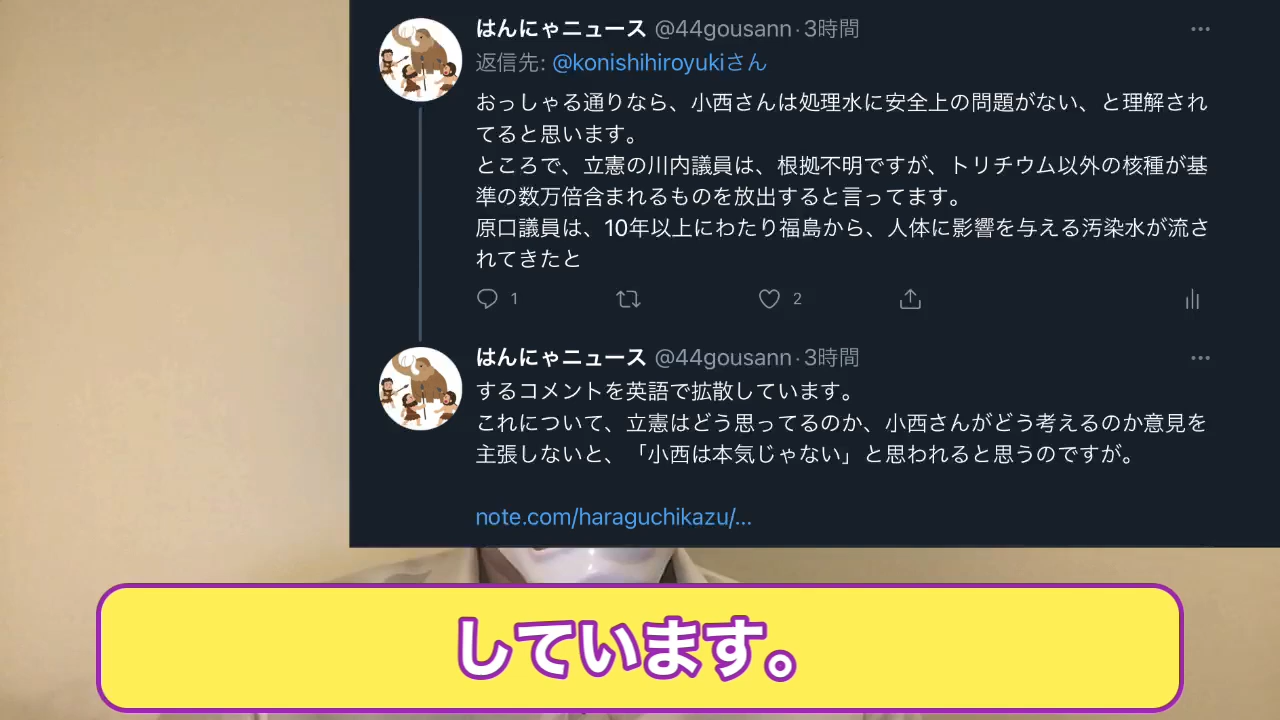 はんにゃニュース @44gousann·3時間
返信先: @konishihiroyukiさん
おっしゃる通りなら、小西さんは処理水に安全上の問題がない、と理解され
てると思います。
ところで、立憲の川内議員は、根拠不明ですが、トリチウム以外の核種が基
準の数万倍含まれるものを放出すると言ってます。
原口議員は、10年以上にわたり福島から、人体に影響を与える汚染水が流さ
れてきたと
1 2
はんにゃニュース @44gousann·3時間
するコメントを英語で拡散しています。
これについて、立憲はどう思ってるのか、小西さんがどう考えるのか意見を
主張しないと、「小西は本気じゃない」と思われると思うのですが。
note.com/haraguchikazu/...
しています。